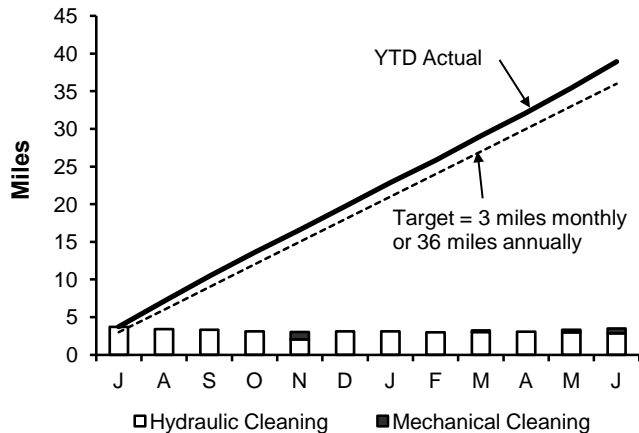 45
40
35
30
25
20
15
10
5
0
Miles
YTD Actual
Target = 3 miles monthly
or 36 miles annually
J A S O N D J F M A M J
Hydraulic Cleaning Mechanical Cleaning